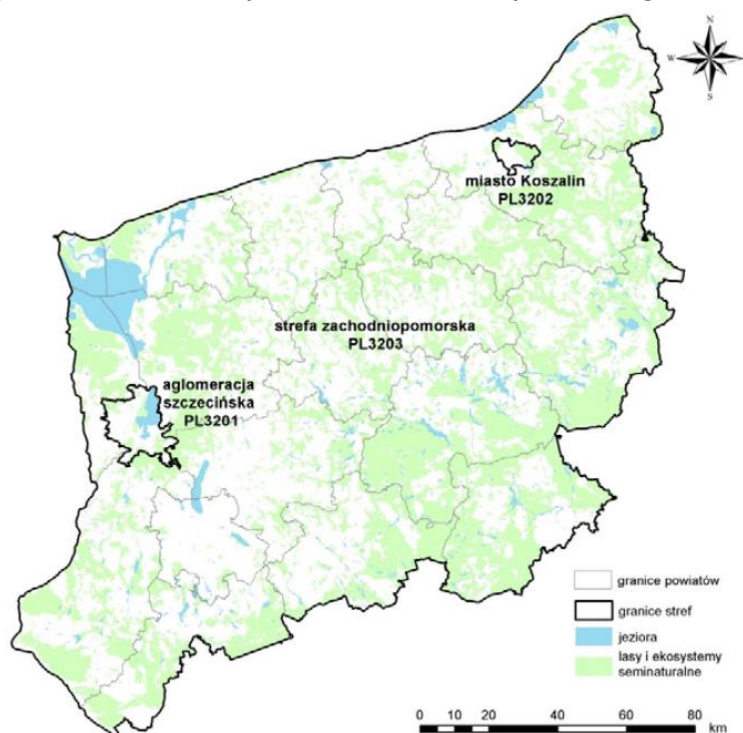 N
W
S
miasto Koszalin
PL3202
strefa zachodniopomorska
PL3203
aglomeracja
szczecińska
PL3201
granice powiatów
granice stref
jeziora
lasy i ekosystemy
seminaturalne
0 10 20 40 60 80
km